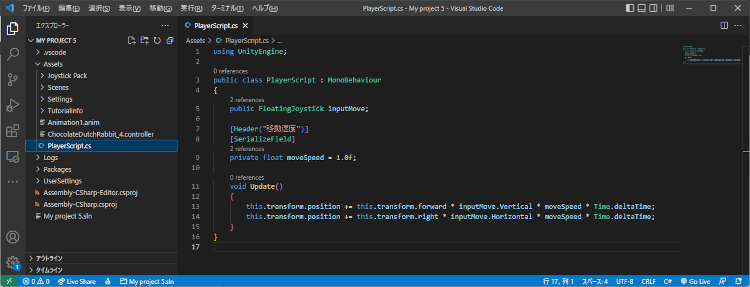 ファイル(F) 編集(E) 選択(S) 表示(V) 移動(G) 実行(R) ターミナル(T) ヘルプ(H) PlayerScript.cs - My project 5 - Visual Studio Code
エクスプローラー
MY PROJECT 5
.vscode
Assets
Joystick Pack
Scenes
Settings
TutorialInfo
Animation1.anim
ChocolateDutchRabbit_4.controller
PlayerScript.cs
Logs
Packages
UserSettings
Assembly-CSharp-Editor.csproj
Assembly-CSharp.csproj
My project 5.sln
アウトライン
タイムライン
PlayerScript.cs
Assets > PlayerScript.cs > ...
1 using UnityEngine;
2
0 references
3 public class PlayerScript : MonoBehaviour
4 {
2 references
5 public FloatingJoystick inputMove;
6
7 [Header("移動速度")]
8 [SerializeField]
2 references
9 private float moveSpeed = 1.0f;
10
0 references
11 void Update()
12 {
13 this.transform.position += this.transform.forward * inputMove.Vertical * moveSpeed * Time.deltaTime;
14 this.transform.position += this.transform.right * inputMove.Horizontal * moveSpeed * Time.deltaTime;
15 }
16 }
17
0 0 Live Share My project 5.sln 行 17, 列 1 スペース: 4 UTF-8 CRLF C# Go Live